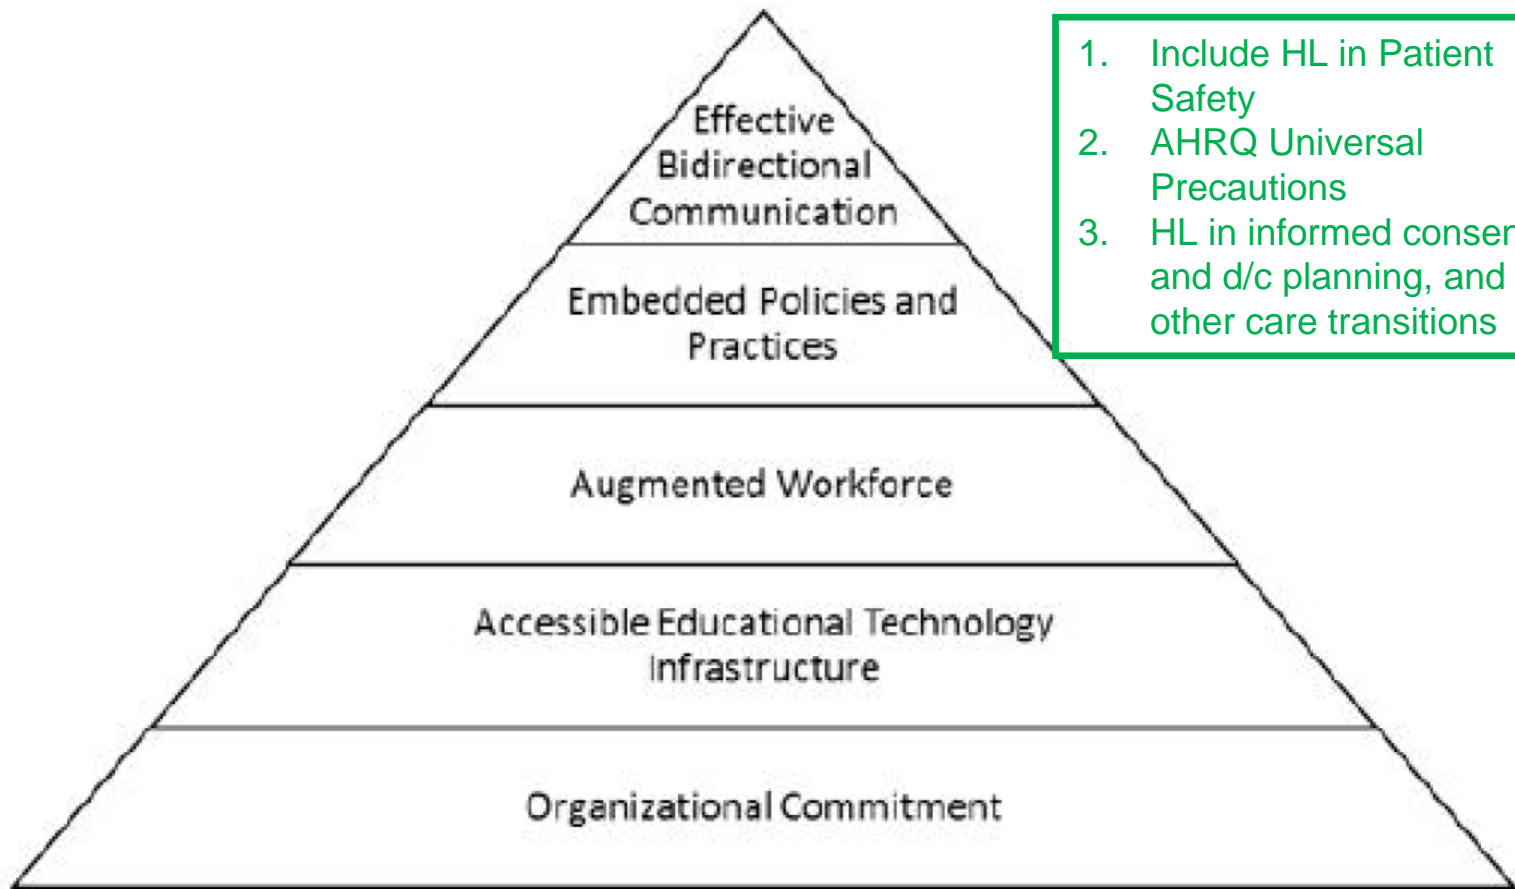 Effective
Bidirectional
Communication
Embedded Policies and
Practices
Augmented Workforce
Accessible Educational Technology
Infrastructure
Organizational Commitment
1. Include HL in Patient
Safety
2. AHRQ Universal
Precautions
3. HL in informed consen
and d/c planning, and
other care transitions